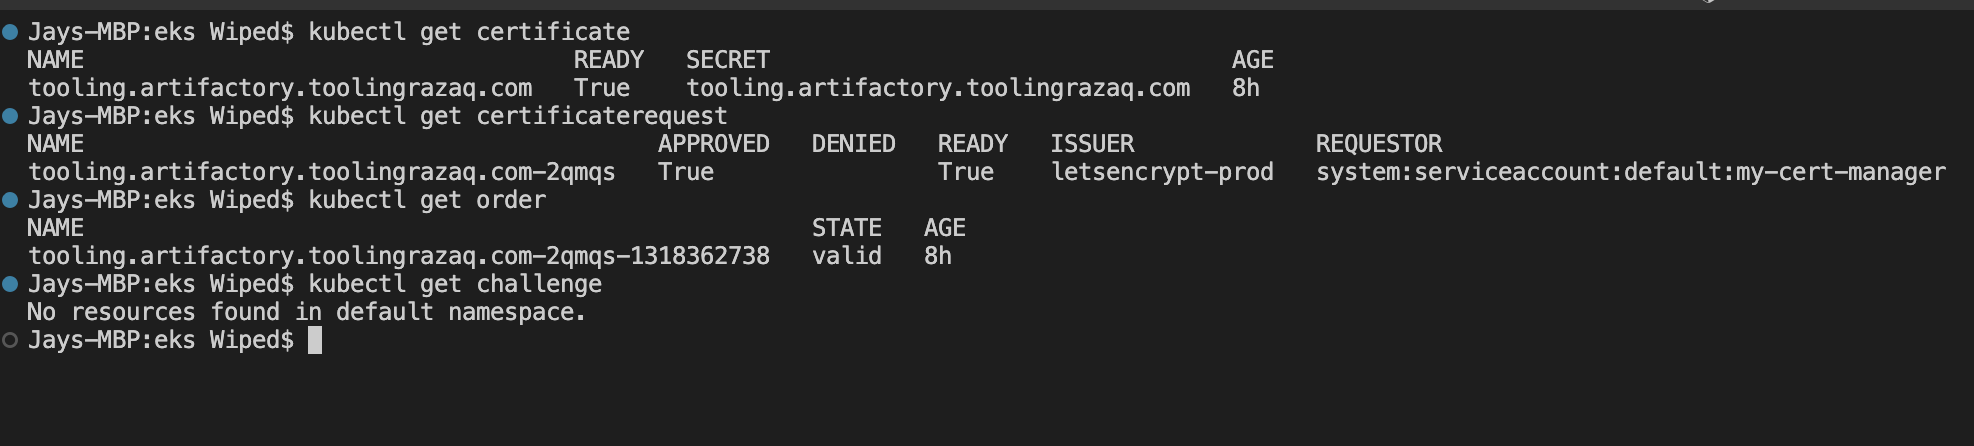 Jays-MBP:eks Wiped$ kubectl get certificate
NAME READY SECRET AGE
tooling.artifactory.toolingrazaq.com True tooling.artifactory.toolingrazaq.com 8h
Jays-MBP:eks Wiped$ kubectl get certificaterequest
NAME APPROVED DENIED READY ISSUER REQUESTOR
tooling.artifactory.toolingrazaq.com-2qmqs True True letsencrypt-prod system:serviceaccount:default:my-cert-manager
Jays-MBP:eks Wiped$ kubectl get order
NAME STATE AGE
tooling.artifactory.toolingrazaq.com-2qmqs-1318362738 valid 8h
Jays-MBP:eks Wiped$ kubectl get challenge
No resources found in default namespace.
Jays-MBP:eks Wiped$